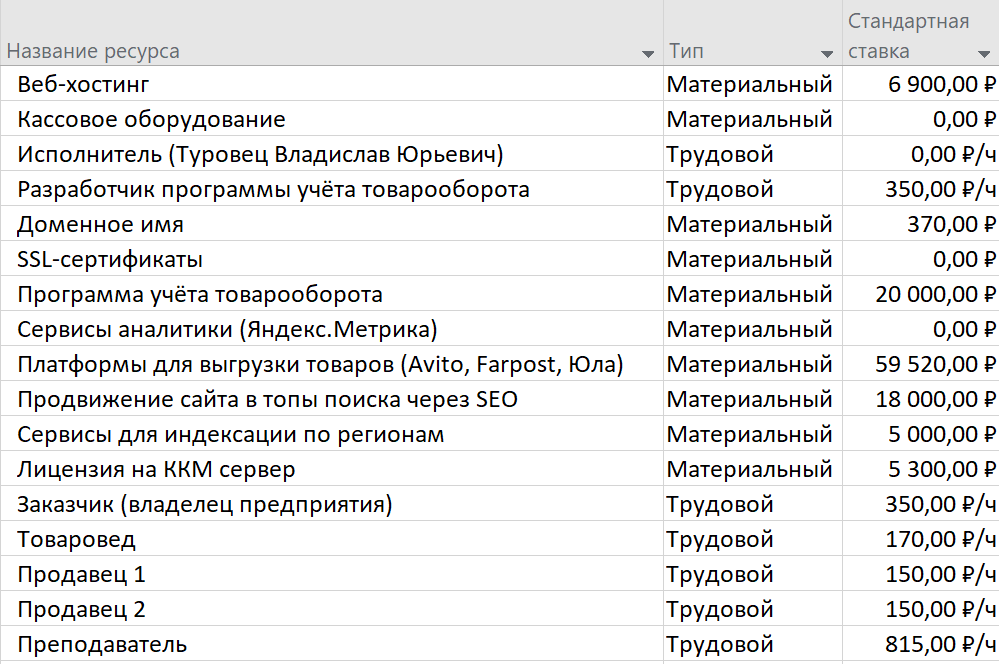 Название ресурса Тип Стандартная ставка
Веб-хостинг Материальный 6 900,00 ₽
Кассовое оборудование Материальный 0,00 ₽
Исполнитель (Туровец Владислав Юрьевич) Трудовой 0,00 ₽/ч
Разработчик программы учёта товарооборота Трудовой 350,00 ₽/ч
Доменное имя Материальный 370,00 ₽
SSL-сертификаты Материальный 0,00 ₽
Программа учёта товарооборота Материальный 20 000,00 ₽
Сервисы аналитики (Яндекс.Метрика) Материальный 0,00 ₽
Платформы для выгрузки товаров (Avito, Farpost, Юла) Материальный 59 520,00 ₽
Продвижение сайта в топы поиска через SEO Материальный 18 000,00 ₽
Сервисы для индексации по регионам Материальный 5 000,00 ₽
Лицензия на ККМ сервер Материальный 5 300,00 ₽
Заказчик (владелец предприятия) Трудовой 350,00 ₽/ч
Товаровед Трудовой 170,00 ₽/ч
Продавец 1 Трудовой 150,00 ₽/ч
Продавец 2 Трудовой 150,00 ₽/ч
Преподаватель Трудовой 815,00 ₽/ч